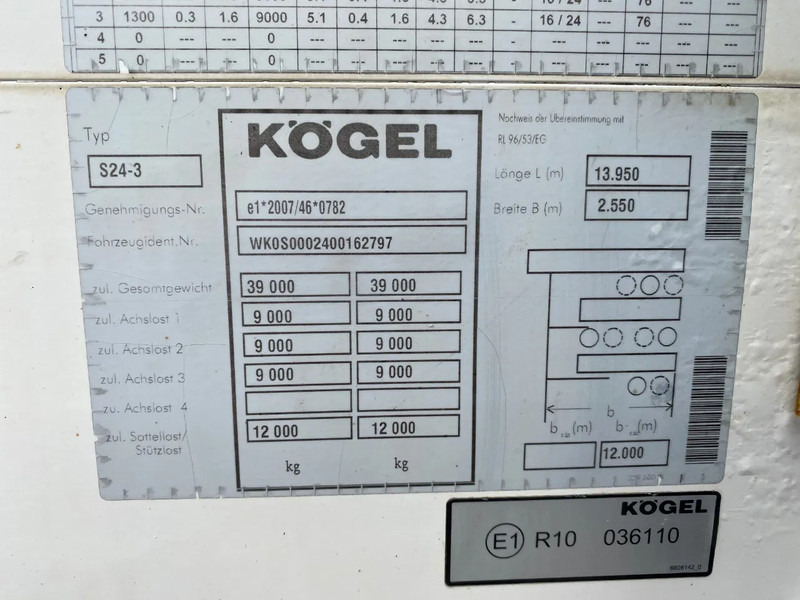 3 1300 0.3 1.6 9000 5.1 0.4 1.6 4.3 6.3 - 16 / 24 --- 76 ---
4 0 --- --- 0 --- --- --- --- --- --- --- --- ---
5 0 --- --- 0 --- --- --- --- --- --- --- --- ---
Typ
S24-3
KÖGEL
Genehmigungs-Nr. e1*2007/46*0782
Fahrzeugident.Nr. WK0S0002400162797
zul. Gesamtgewicht 39 000 39 000
zul. Achslast 1 9 000 9 000
zul. Achslast 2 9 000 9 000
zul. Achslast 3 9 000 9 000
zu. Achslast 4
zul. Sattellast/ 12 000 12 000
Stützlast
kg kg
Nachweis der Übereinstimmung mit
RL 96/53/EG
Länge L (m) 13.950
Breite B (m) 2.550
b
b (m) b (m)
12.000
KÖGEL
E1 R10 036110